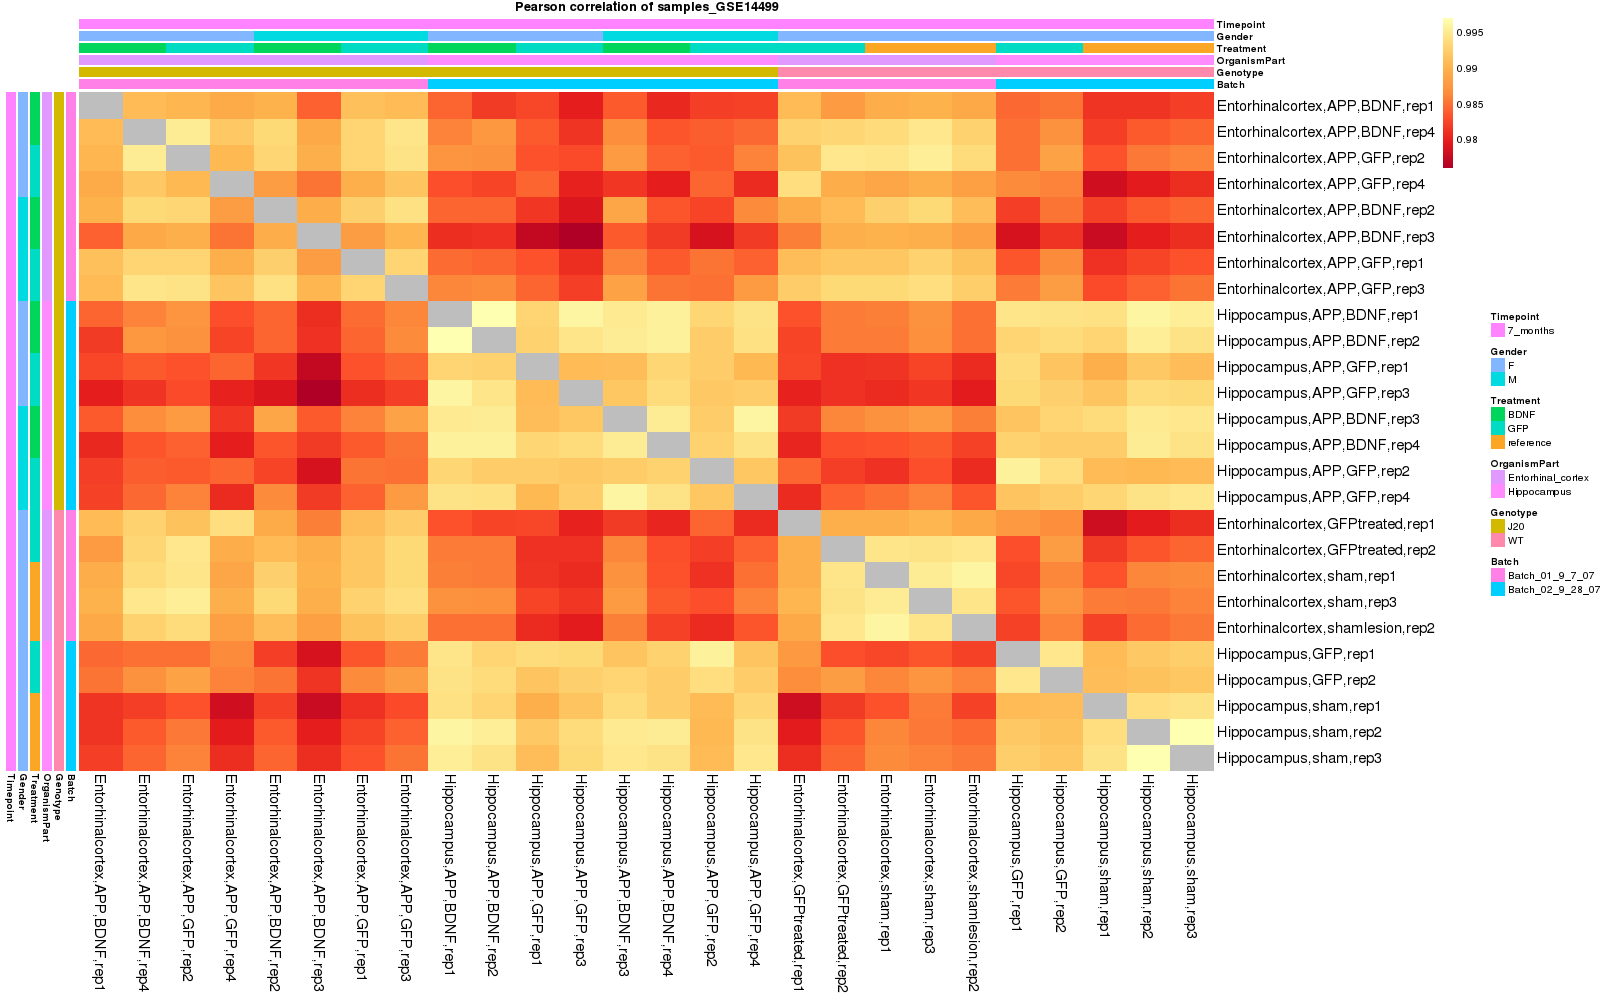 Pearson correlation of samples_GSE14499
Timepoint
Gender
Treatment
OrganismPart
Genotype
Batch
0.995
0.99
0.985
0.98
Entorhinalcortex,APP,BDNF,rep1
Entorhinalcortex,APP,BDNF,rep4
Entorhinalcortex,APP,GFP,rep2
Entorhinalcortex,APP,GFP,rep4
Entorhinalcortex,APP,BDNF,rep2
Entorhinalcortex,APP,BDNF,rep3
Entorhinalcortex,APP,GFP,rep1
Entorhinalcortex,APP,GFP,rep3
Hippocampus,APP,BDNF,rep1
Hippocampus,APP,BDNF,rep2
Hippocampus,APP,GFP,rep1
Hippocampus,APP,GFP,rep3
Hippocampus,APP,BDNF,rep3
Hippocampus,APP,BDNF,rep4
Hippocampus,APP,GFP,rep2
Hippocampus,APP,GFP,rep4
Entorhinalcortex,GFPtreated,rep1
Entorhinalcortex,GFPtreated,rep2
Entorhinalcortex,sham,rep1
Entorhinalcortex,sham,rep3
Entorhinalcortex,shamlesion,rep2
Hippocampus,GFP,rep1
Hippocampus,GFP,rep2
Hippocampus,sham,rep1
Hippocampus,sham,rep2
Hippocampus,sham,rep3
Timepoint
7_months
Gender
F
M
Treatment
BDNF
GFP
reference
OrganismPart
Entorhinal_cortex
Hippocampus
Genotype
J20
WT
Batch
Batch_01_9_7_07
Batch_02_9_28_07
Timepoint
Gender
Treatment
OrganismPart
Genotype
Batch
Entorhinalcortex,APP,BDNF,rep1
Entorhinalcortex,APP,BDNF,rep4
Entorhinalcortex,APP,GFP,rep2
Entorhinalcortex,APP,GFP,rep4
Entorhinalcortex,APP,BDNF,rep2
Entorhinalcortex,APP,BDNF,rep3
Entorhinalcortex,APP,GFP,rep1
Entorhinalcortex,APP,GFP,rep3
Hippocampus,APP,BDNF,rep1
Hippocampus,APP,BDNF,rep2
Hippocampus,APP,GFP,rep1
Hippocampus,APP,GFP,rep3
Hippocampus,APP,BDNF,rep3
Hippocampus,APP,BDNF,rep4
Hippocampus,APP,GFP,rep2
Hippocampus,APP,GFP,rep4
Entorhinalcortex,GFPtreated,rep1
Entorhinalcortex,GFPtreated,rep2
Entorhinalcortex,sham,rep1
Entorhinalcortex,sham,rep3
Entorhinalcortex,shamlesion,rep2
Hippocampus,GFP,rep1
Hippocampus,GFP,rep2
Hippocampus,sham,rep1
Hippocampus,sham,rep2
Hippocampus,sham,rep3